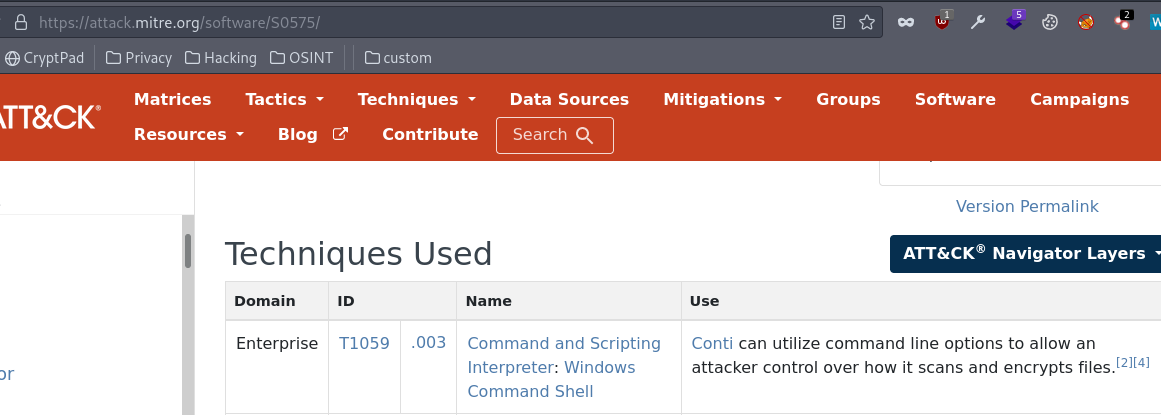 https://attack.mitre.org/software/S0575/
1 5 2
CryptPad Privacy Hacking OSINT custom
ATT&CK® Matrices Tactics Techniques Data Sources Mitigations Groups Software Campaigns
Resources Blog Contribute Search
Version Permalink
Techniques Used
ATT&CK® Navigator Layers
Domain ID Name Use
Enterprise T1059 .003 Command and Scripting Conti can utilize command line options to allow an
Interpreter: Windows attacker control over how it scans and encrypts files.[2][4]
Command Shell
or